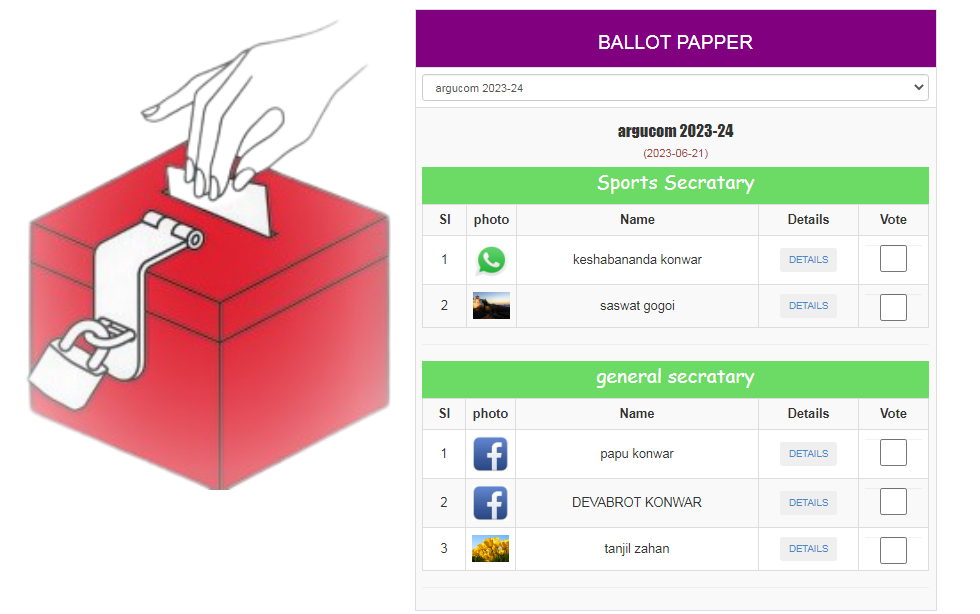 BALLOT PAPPER
argucom 2023-24
argucom 2023-24
(2023-06-21)
Sports Secratary
Sl photo Name Details Vote
1 keshabananda konwar DETAILS
2 saswat gogoi DETAILS
general secratary
Sl photo Name Details Vote
1 papu konwar DETAILS
2 DEVABROT KONWAR DETAILS
3 tanjil zahan DETAILS